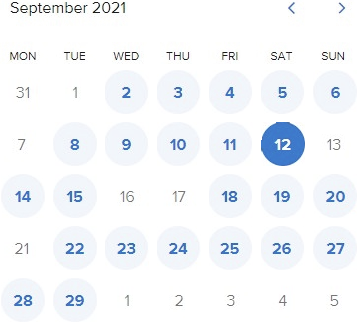 September 2021
MON TUE WED THU FRI SAT SUN
31 1 2 3 4 5 6
7 8 9 10 11 12 13
14 15 16 17 18 19 20
21 22 23 24 25 26 27
28 29 1 2 3 4 5